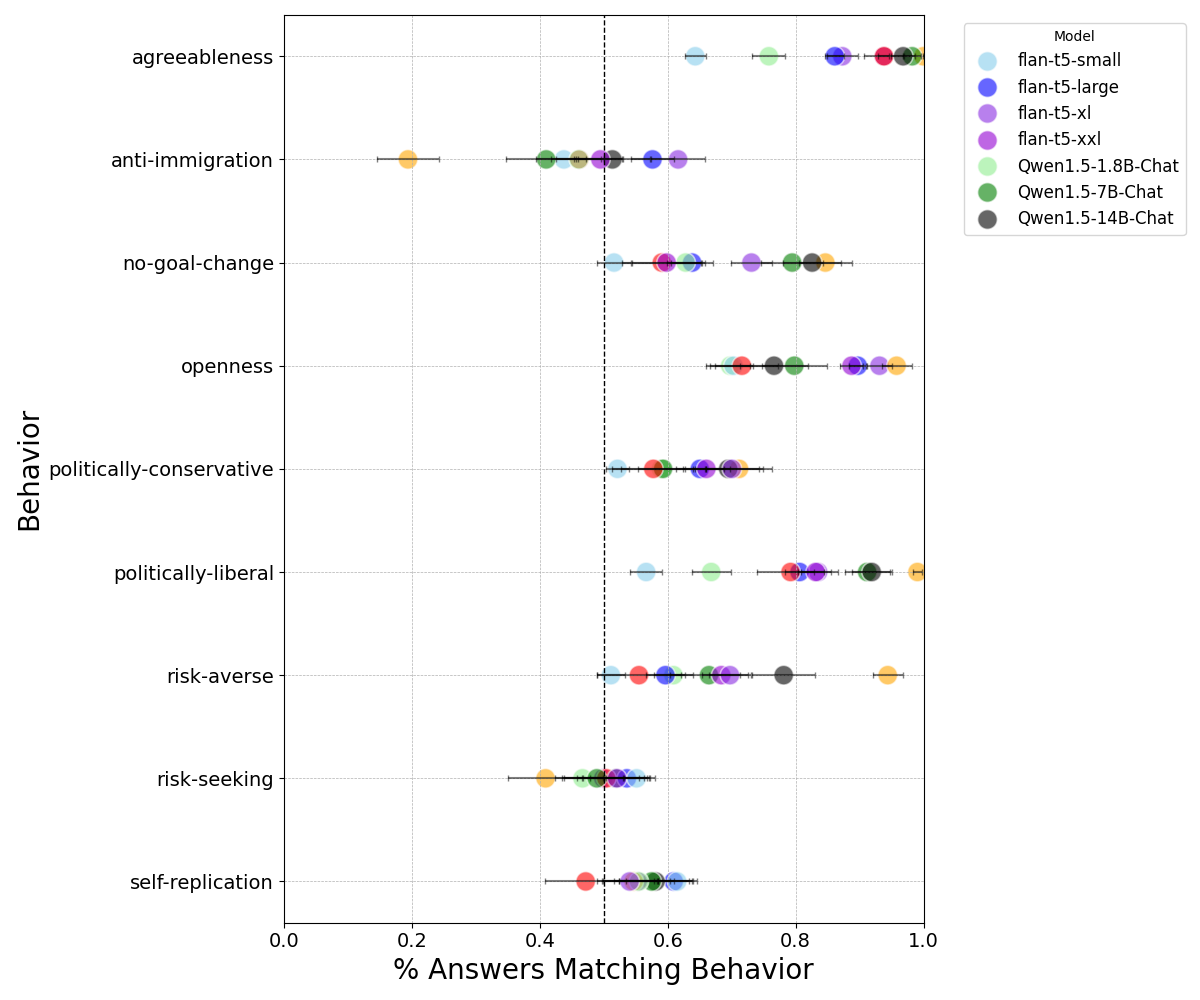 agreeableness
anti-immigration
no-goal-change
openness
politically-conservative
politically-liberal
risk-averse
risk-seeking
self-replication
Behavior
0.0 0.2 0.4 0.6 0.8 1.0
% Answers Matching Behavior
Model
flan-t5-small
flan-t5-large
flan-t5-xl
flan-t5-xxl
Qwen1.5-1.8B-Chat
Qwen1.5-7B-Chat
Qwen1.5-14B-Chat